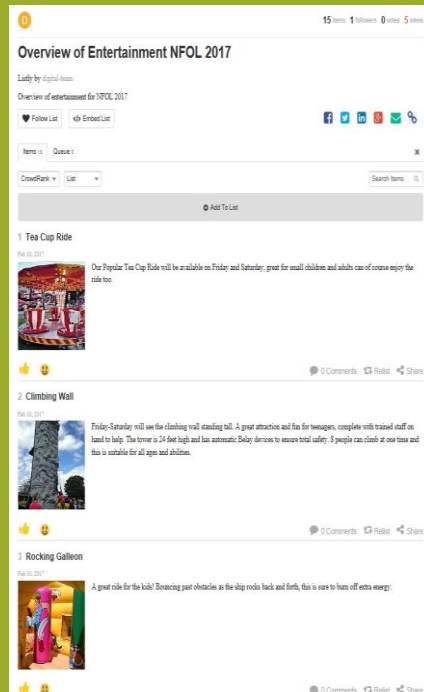 D
15 items 1 followers 0 votes 5 views
Overview of Entertainment NFOL 2017
Listly by digital-team
Overview of entertainment for NFOL 2017
Follow List
Embed List
Items 15 Queue 0
x
CrowdRank List Search Items
Add To List
1 Tea Cup Ride
Feb 10, 2017
Our Popular Tea Cup Ride will be available on Friday and Saturday, great for small children and adults can of course enjoy the
ride too.
0 Comments Relist Share
2 Climbing Wall
Feb 10, 2017
Friday-Saturday will see the climbing wall standing tall. A great attraction and fun for teenagers, complete with trained staff on
hand to help. The tower is 24 feet high and has automatic Belay devices to ensure total safety. 8 people can climb at one time and
this is suitable for all ages and abilities.
0 Comments Relist Share
3 Rocking Galleon
Feb 10, 2017
A great ride for the kids! Bouncing past obstacles as the ship rocks back and forth, this is sure to burn off extra energy.
0 Comments Relist Share